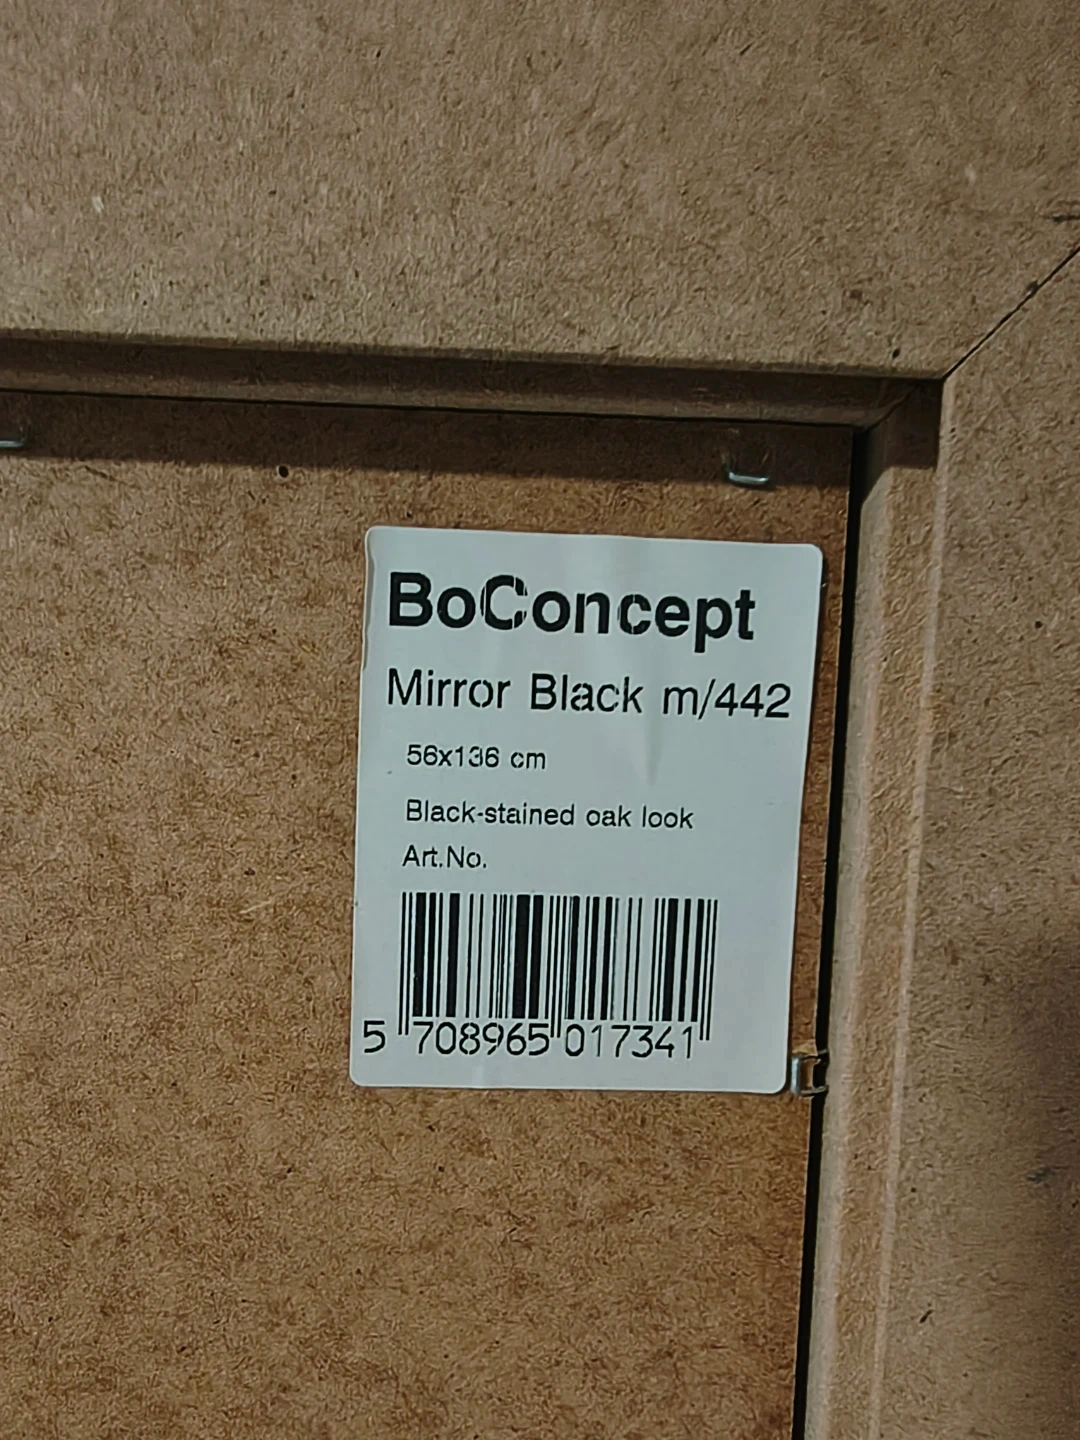 BoConcept
Mirror Black m/442
56x136 cm
Black-stained oak look
Art.No.
5 708965 017341